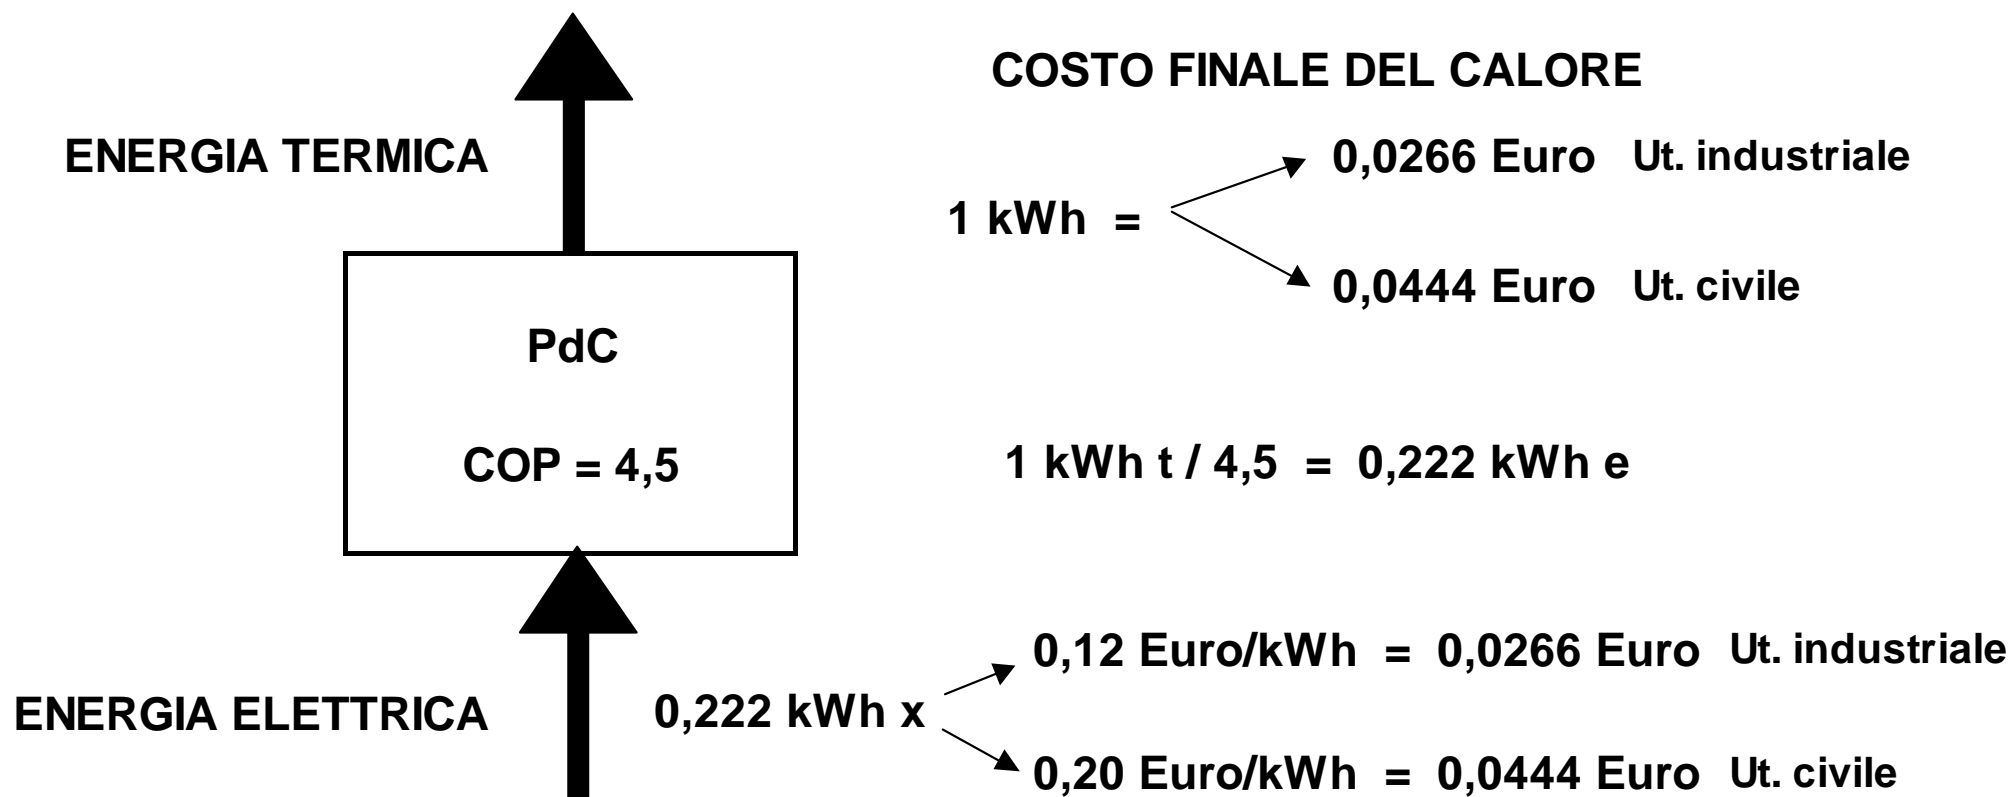 COSTO FINALE DEL CALORE
ENERGIA TERMICA
0,0266 Euro Ut. industriale
1 kWh =
0,0444 Euro Ut. civile
PdC
COP = 4,5
1 kWh t / 4,5 = 0,222 kWh e
0,12 Euro/kWh = 0,0266 Euro Ut. industriale
ENERGIA ELETTRICA
0,222 kWh x
0,20 Euro/kWh = 0,0444 Euro Ut. civile